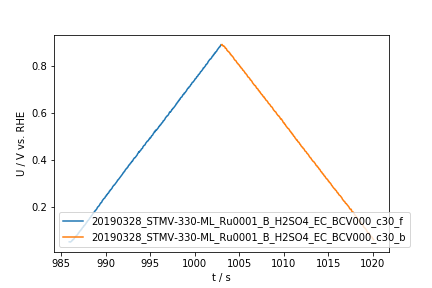 0.8
0.6
0.4
0.2
U / V vs. RHE
20190328_STMV-330-ML_Ru0001_B_H2SO4_EC_BCV000_c30_f
20190328_STMV-330-ML_Ru0001_B_H2SO4_EC_BCV000_c30_b
985 990 995 1000 1005 1010 1015 1020
t / s